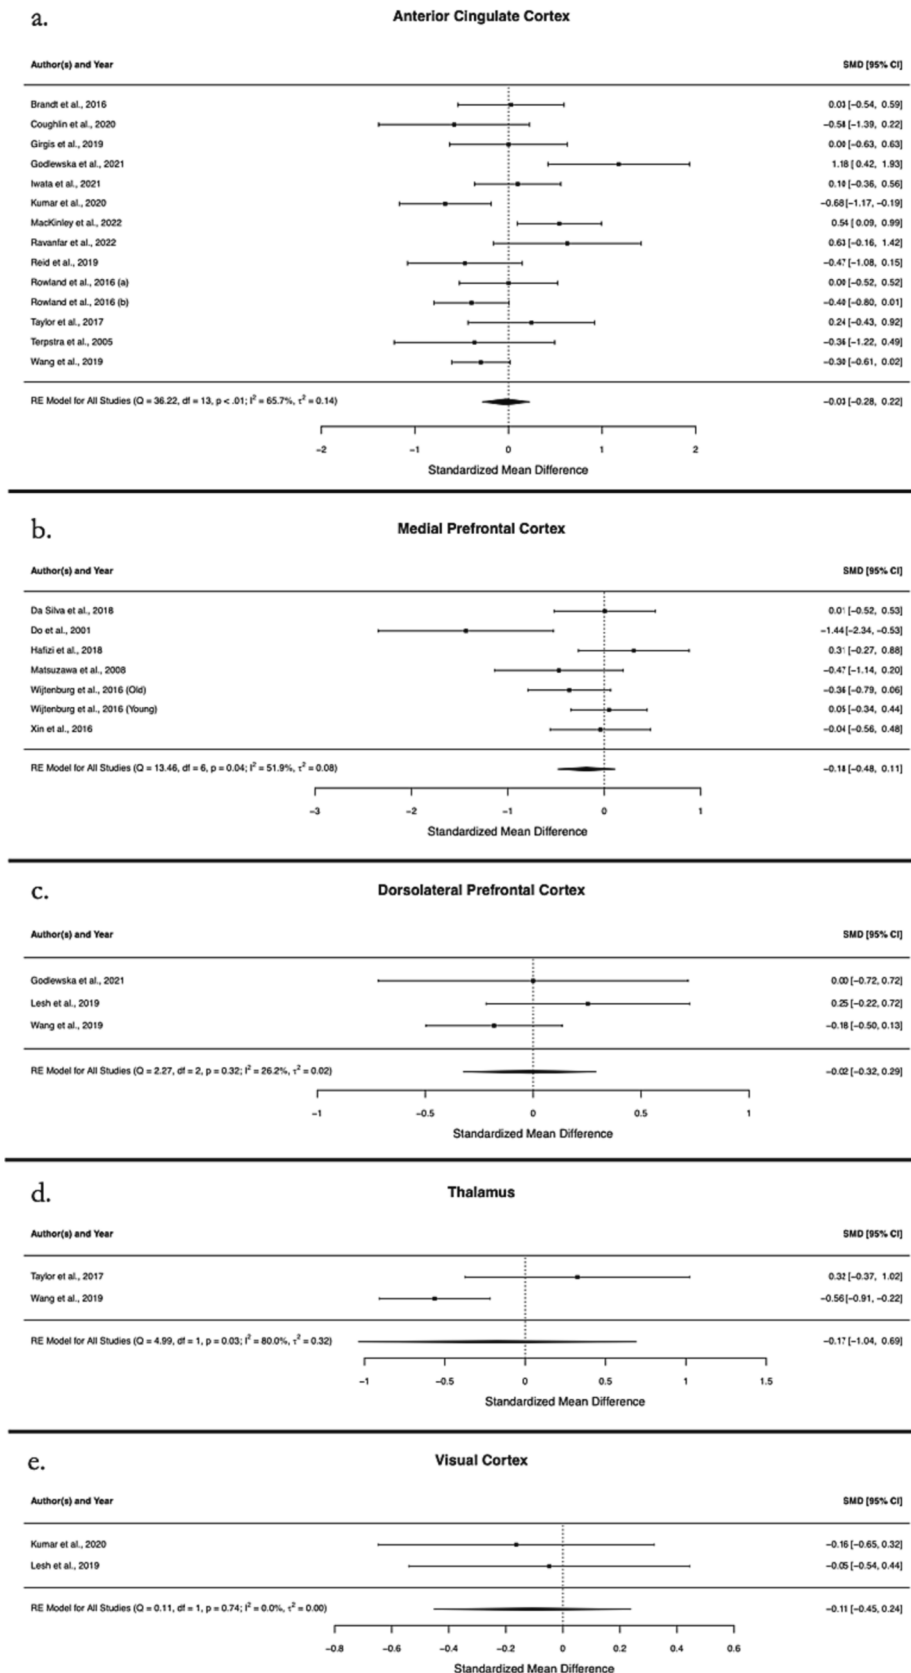 a.
Anterior Cingulate Cortex
Author(s) and Year SMD [95% CI]
Brandt et al., 2016 0.03 [−0.54, 0.59]
Coughlin et al., 2020 −0.58 [−1.39, 0.22]
Girgis et al., 2019 0.00 [−0.63, 0.63]
Godlewska et al., 2021 1.18 [ 0.42, 1.93]
Iwata et al., 2021 0.10 [−0.36, 0.56]
Kumar et al., 2020 −0.68 [−1.17, −0.19]
MacKinley et al., 2022 0.54 [ 0.09, 0.99]
Ravanfar et al., 2022 0.63 [−0.16, 1.42]
Reid et al., 2019 −0.47 [−1.08, 0.15]
Rowland et al., 2016 (a) 0.00 [−0.52, 0.52]
Rowland et al., 2016 (b) −0.40 [−0.80, 0.01]
Taylor et al., 2017 0.24 [−0.43, 0.92]
Terpstra et al., 2005 −0.36 [−1.22, 0.49]
Wang et al., 2019 −0.30 [−0.61, 0.02]
RE Model for All Studies (Q = 36.22, df = 13, p < .01; I² = 65.7%, τ² = 0.14) −0.03 [−0.28, 0.22]
−2 −1 0 1 2
Standardized Mean Difference
b.
Medial Prefrontal Cortex
Author(s) and Year SMD [95% CI]
Da Silva et al., 2018 0.01 [−0.52, 0.53]
Do et al., 2001 −1.44 [−2.34, −0.53]
Hafizi et al., 2018 0.31 [−0.27, 0.88]
Matsuzawa et al., 2008 −0.47 [−1.14, 0.20]
Wijtenburg et al., 2016 (Old) −0.36 [−0.79, 0.06]
Wijtenburg et al., 2016 (Young) 0.05 [−0.34, 0.44]
Xin et al., 2016 −0.04 [−0.56, 0.48]
RE Model for All Studies (Q = 13.46, df = 6, p = 0.04; I² = 51.9%, τ² = 0.08) −0.18 [−0.48, 0.11]
−3 −2 −1 0 1
Standardized Mean Difference
c.
Dorsolateral Prefrontal Cortex
Author(s) and Year SMD [95% CI]
Godlewska et al., 2021 0.00 [−0.72, 0.72]
Lesh et al., 2019 0.25 [−0.22, 0.72]
Wang et al., 2019 −0.18 [−0.50, 0.13]
RE Model for All Studies (Q = 2.27, df = 2, p = 0.32; I² = 26.2%, τ² = 0.02) −0.02 [−0.32, 0.29]
−1 −0.5 0 0.5 1
Standardized Mean Difference
d.
Thalamus
Author(s) and Year SMD [95% CI]
Taylor et al., 2017 0.32 [−0.37, 1.02]
Wang et al., 2019 −0.56 [−0.91, −0.22]
RE Model for All Studies (Q = 4.99, df = 1, p = 0.03; I² = 80.0%, τ² = 0.32) −0.17 [−1.04, 0.69]
−1 −0.5 0 0.5 1 1.5
Standardized Mean Difference
e.
Visual Cortex
Author(s) and Year SMD [95% CI]
Kumar et al., 2020 −0.16 [−0.65, 0.32]
Lesh et al., 2019 −0.05 [−0.54, 0.44]
RE Model for All Studies (Q = 0.11, df = 1, p = 0.74; I² = 0.0%, τ² = 0.00) −0.11 [−0.45, 0.24]
−0.8 −0.6 −0.4 −0.2 0 0.2 0.4 0.6
Standardized Mean Difference